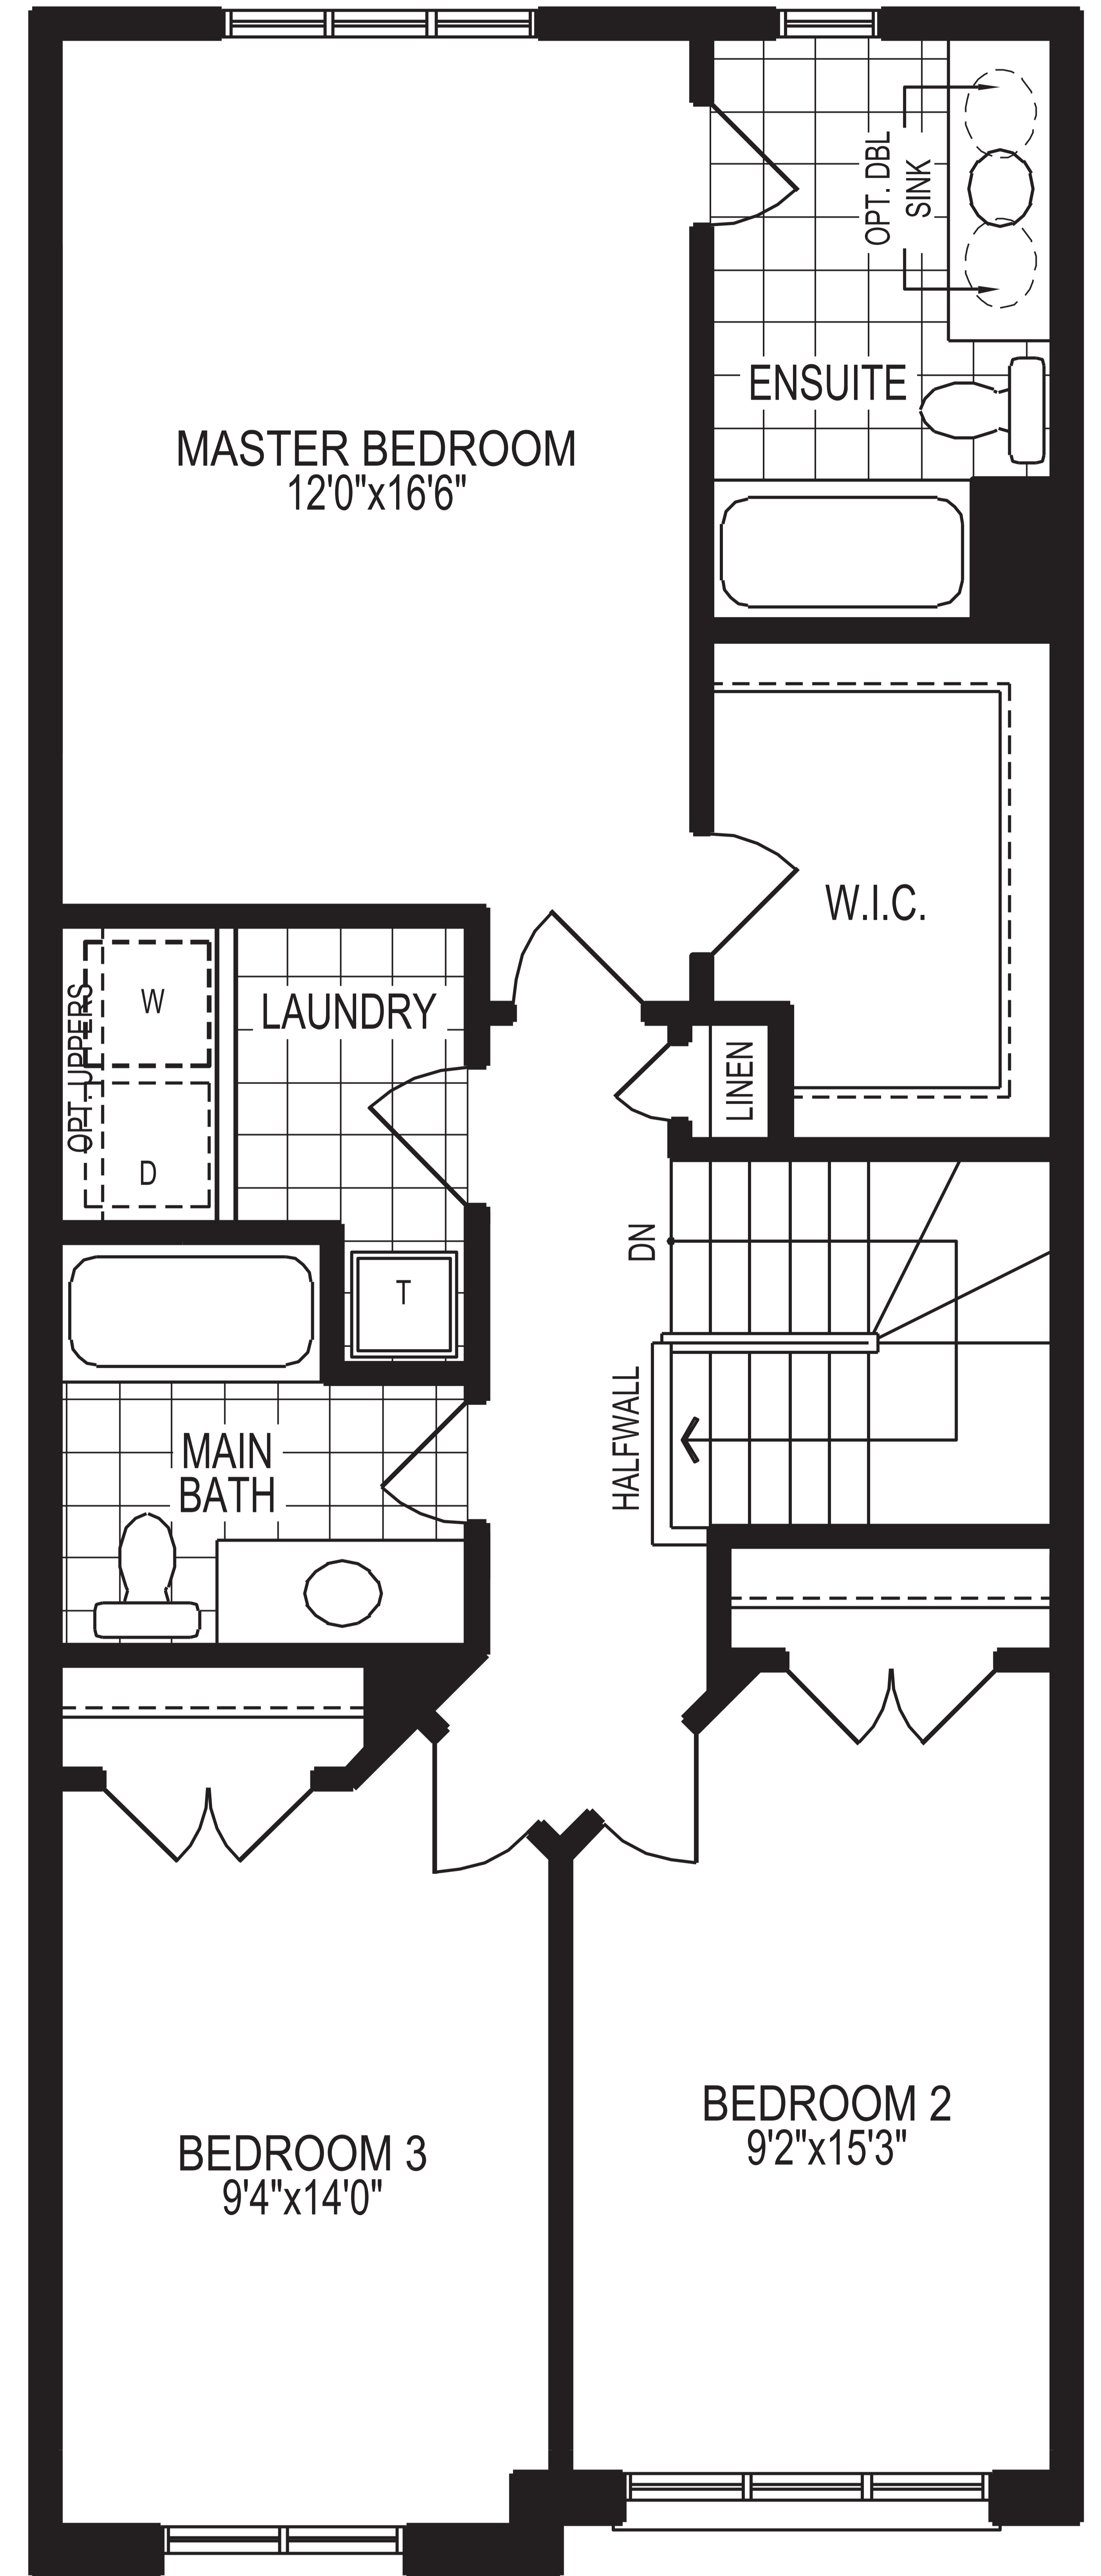 OPT. DBL
SINK
ENSUITE
MASTER BEDROOM
12'0"x16'6"
W.I.C.
LAUNDRY
W
OPT. UPPERS
D
LINEN
DN
T
HALFWALL
MAIN
BATH
BEDROOM 2
9'2"x15'3"
BEDROOM 3
9'4"x14'0"